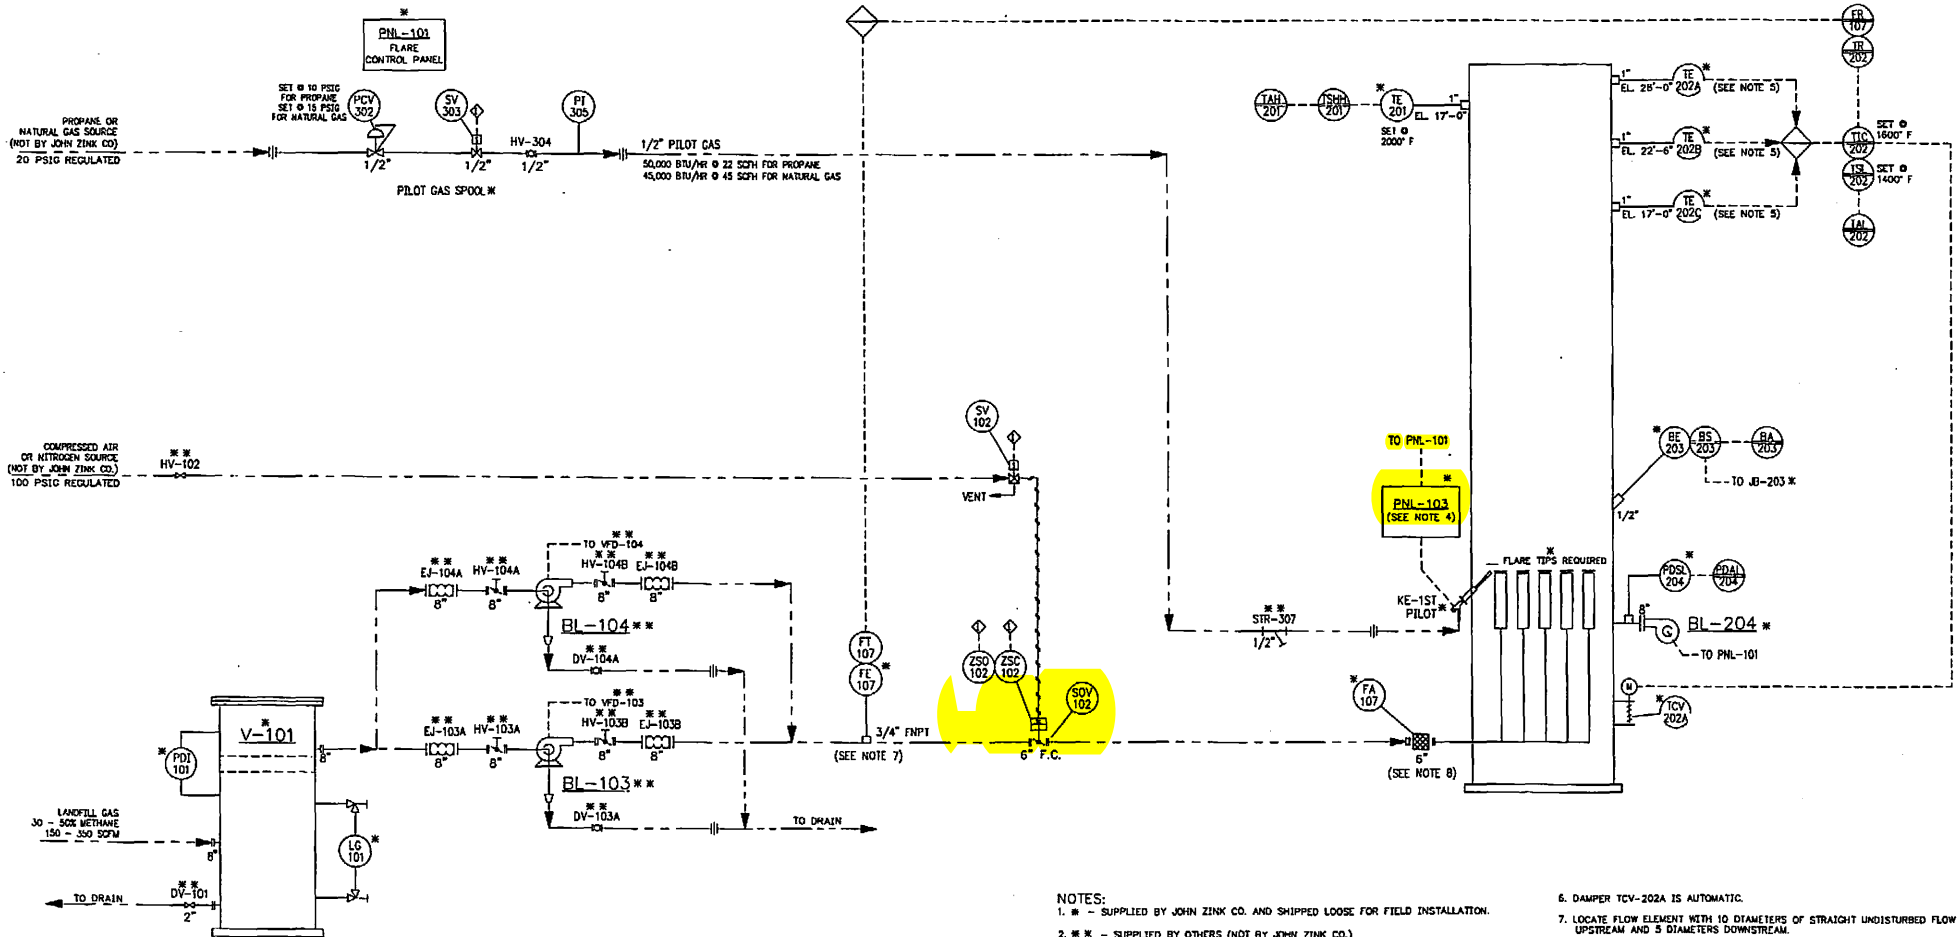 *
PNL-101
FLARE
CONTROL PANEL
SET @ 10 PSIG
FOR PROPANE
SET @ 15 PSIG
FOR NATURAL GAS
PCV
302
1/2"
SV
303
1
1/2"
HV-304
1/2"
PI
305
PROPANE OR
NATURAL GAS SOURCE
(NOT BY JOHN ZINK CO)
20 PSIG REGULATED
PILOT GAS SPOOL*
1/2" PILOT GAS
50,000 BTU/HR @ 22 SCFH FOR PROPANE
45,000 BTU/HR @ 45 SCFH FOR NATURAL GAS
FR
107
TR
202
TAH
201
TSHH
201
*
TE
201
SET @
2000° F
1"
EL. 17'-0"
1"
EL. 28'-0"
TE
202A
*
(SEE NOTE 5)
1"
EL. 22'-6"
TE
202B
*
(SEE NOTE 5)
1"
EL. 17'-0"
TE
202C
*
(SEE NOTE 5)
TIC
202
SET @
1600° F
TSL
202
SET @
1400° F
TAL
202
COMPRESSED AIR
OR NITROGEN SOURCE
(NOT BY JOHN ZINK CO.)
100 PSIG REGULATED
**
HV-102
SV
102
1
VENT
TO PNL-101
*
PNL-103
(SEE NOTE 4)
*
BE
203
BS
203
BA
203
TO JB-203*
1/2"
*
FLARE TIPS REQUIRED
KE-1ST
PILOT*
**
STR-307
1/2"
PDSL
204
*
PDAL
204
8"
BL-204*
TO PNL-101
M
*
TCV
202A
**
EJ-104A
8"
**
HV-104A
8"
**
TO VFD-104
**
HV-104B
8"
**
EJ-104B
8"
BL-104**
**
DV-104A
**
EJ-103A
8"
**
HV-103A
8"
**
TO VFD-103
**
HV-103B
8"
**
EJ-103B
8"
BL-103**
**
DV-103A
TO DRAIN
FT
107
FE
107
*
3/4" FNPT
(SEE NOTE 7)
1
ZSO
102
1
ZSC
102
SOV
102
6" F.C.
*
FA
107
6"
(SEE NOTE 8)
*
V-101
*
PDI
101
8"
LANDFILL GAS
30 - 50% METHANE
150 - 350 SCFM
8"
LG
101
*
TO DRAIN
**
DV-101
2"
NOTES:
1. * - SUPPLIED BY JOHN ZINK CO. AND SHIPPED LOOSE FOR FIELD INSTALLATION.
2. ** - SUPPLIED BY OTHERS (NOT BY JOHN ZINK CO.)
6. DAMPER TCV-202A IS AUTOMATIC.
7. LOCATE FLOW ELEMENT WITH 10 DIAMETERS OF STRAIGHT UNDISTURBED FLOW
UPSTREAM AND 5 DIAMETERS DOWNSTREAM.